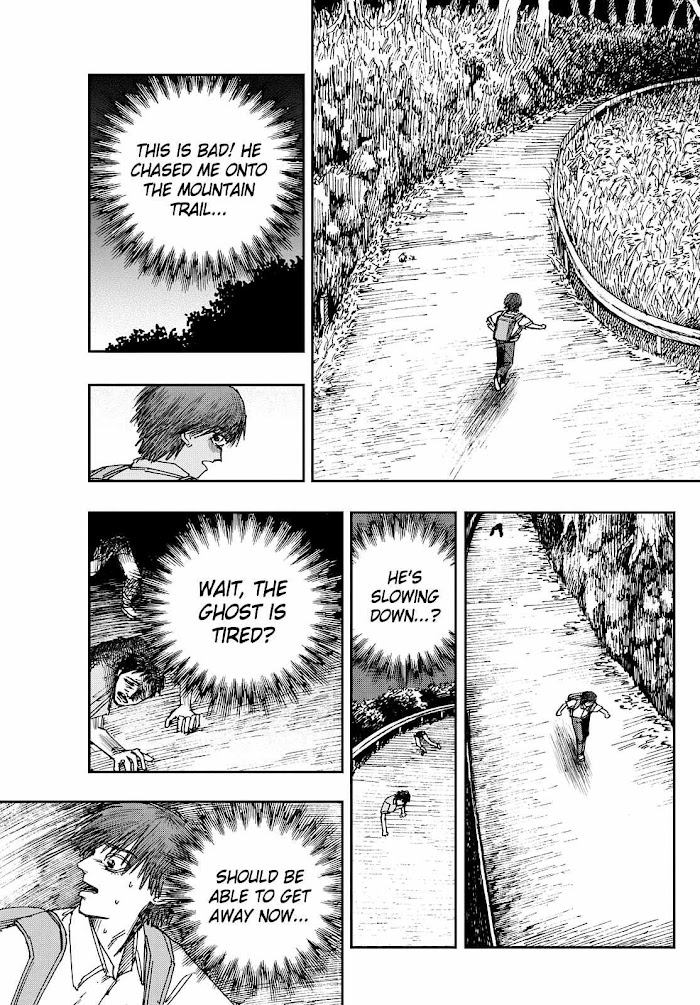 THIS IS BAD! HE
CHASED ME ONTO
THE MOUNTAIN
TRAIL...
HE'S
SLOWING
DOWN...?
WAIT, THE
GHOST IS
TIRED?
SHOULD BE
ABLE TO GET
AWAY NOW...